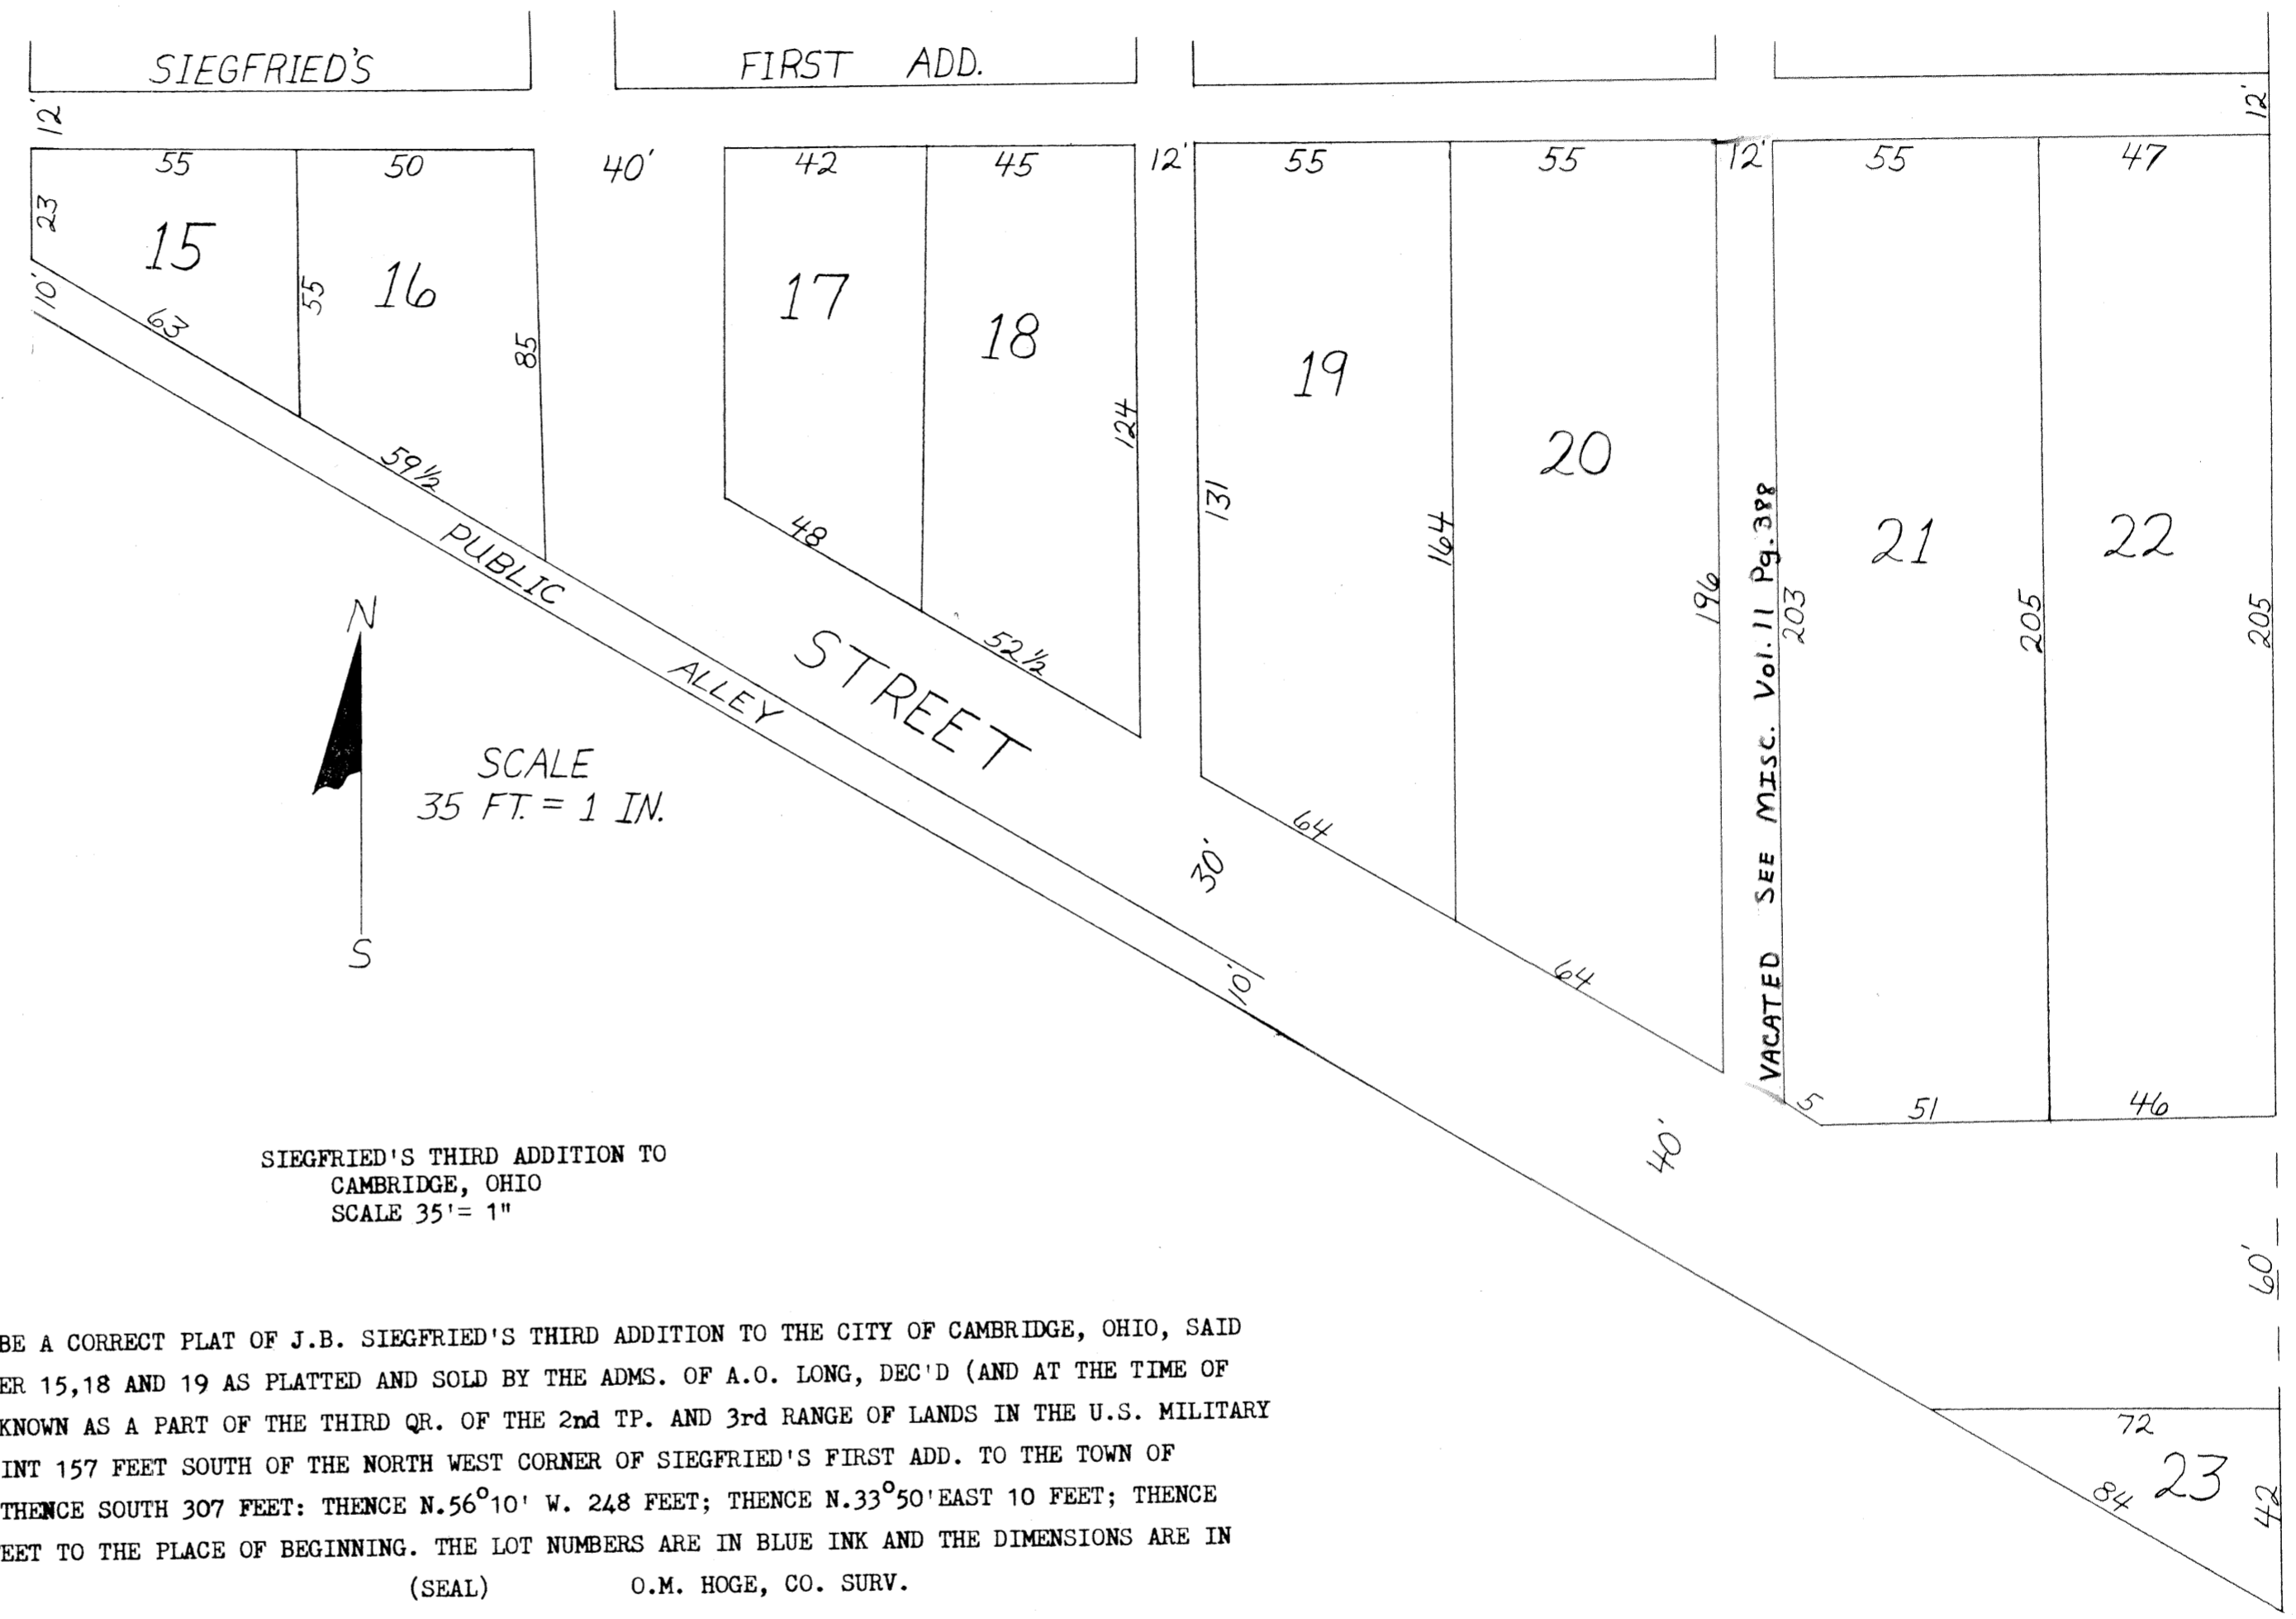 SIEGFRIED'S
FIRST ADD.
12'
12'
55
50
40'
42
45
12'
55
55
12'
55
47
23
15
55
16
85
17
18
124
131
19
164
20
196
VACATED SEE MISC. Vol. 11 Pg. 388
203
21
205
22
205
10'
63
59½
48
52½
64
64
5
51
46
PUBLIC ALLEY
STREET
30'
10'
40'
60'
N
S
SCALE
35 FT. = 1 IN.
72
23
84
42
SIEGFRIED'S THIRD ADDITION TO
CAMBRIDGE, OHIO
SCALE 35'= 1"
BE A CORRECT PLAT OF J.B. SIEGFRIED'S THIRD ADDITION TO THE CITY OF CAMBRIDGE, OHIO, SAID
ER 15,18 AND 19 AS PLATTED AND SOLD BY THE ADMS. OF A.O. LONG, DEC'D (AND AT THE TIME OF
KNOWN AS A PART OF THE THIRD QR. OF THE 2nd TP. AND 3rd RANGE OF LANDS IN THE U.S. MILITARY
INT 157 FEET SOUTH OF THE NORTH WEST CORNER OF SIEGFRIED'S FIRST ADD. TO THE TOWN OF
THENCE SOUTH 307 FEET: THENCE N.56°10' W. 248 FEET; THENCE N.33°50'EAST 10 FEET; THENCE
EET TO THE PLACE OF BEGINNING. THE LOT NUMBERS ARE IN BLUE INK AND THE DIMENSIONS ARE IN
(SEAL) O.M. HOGE, CO. SURV.